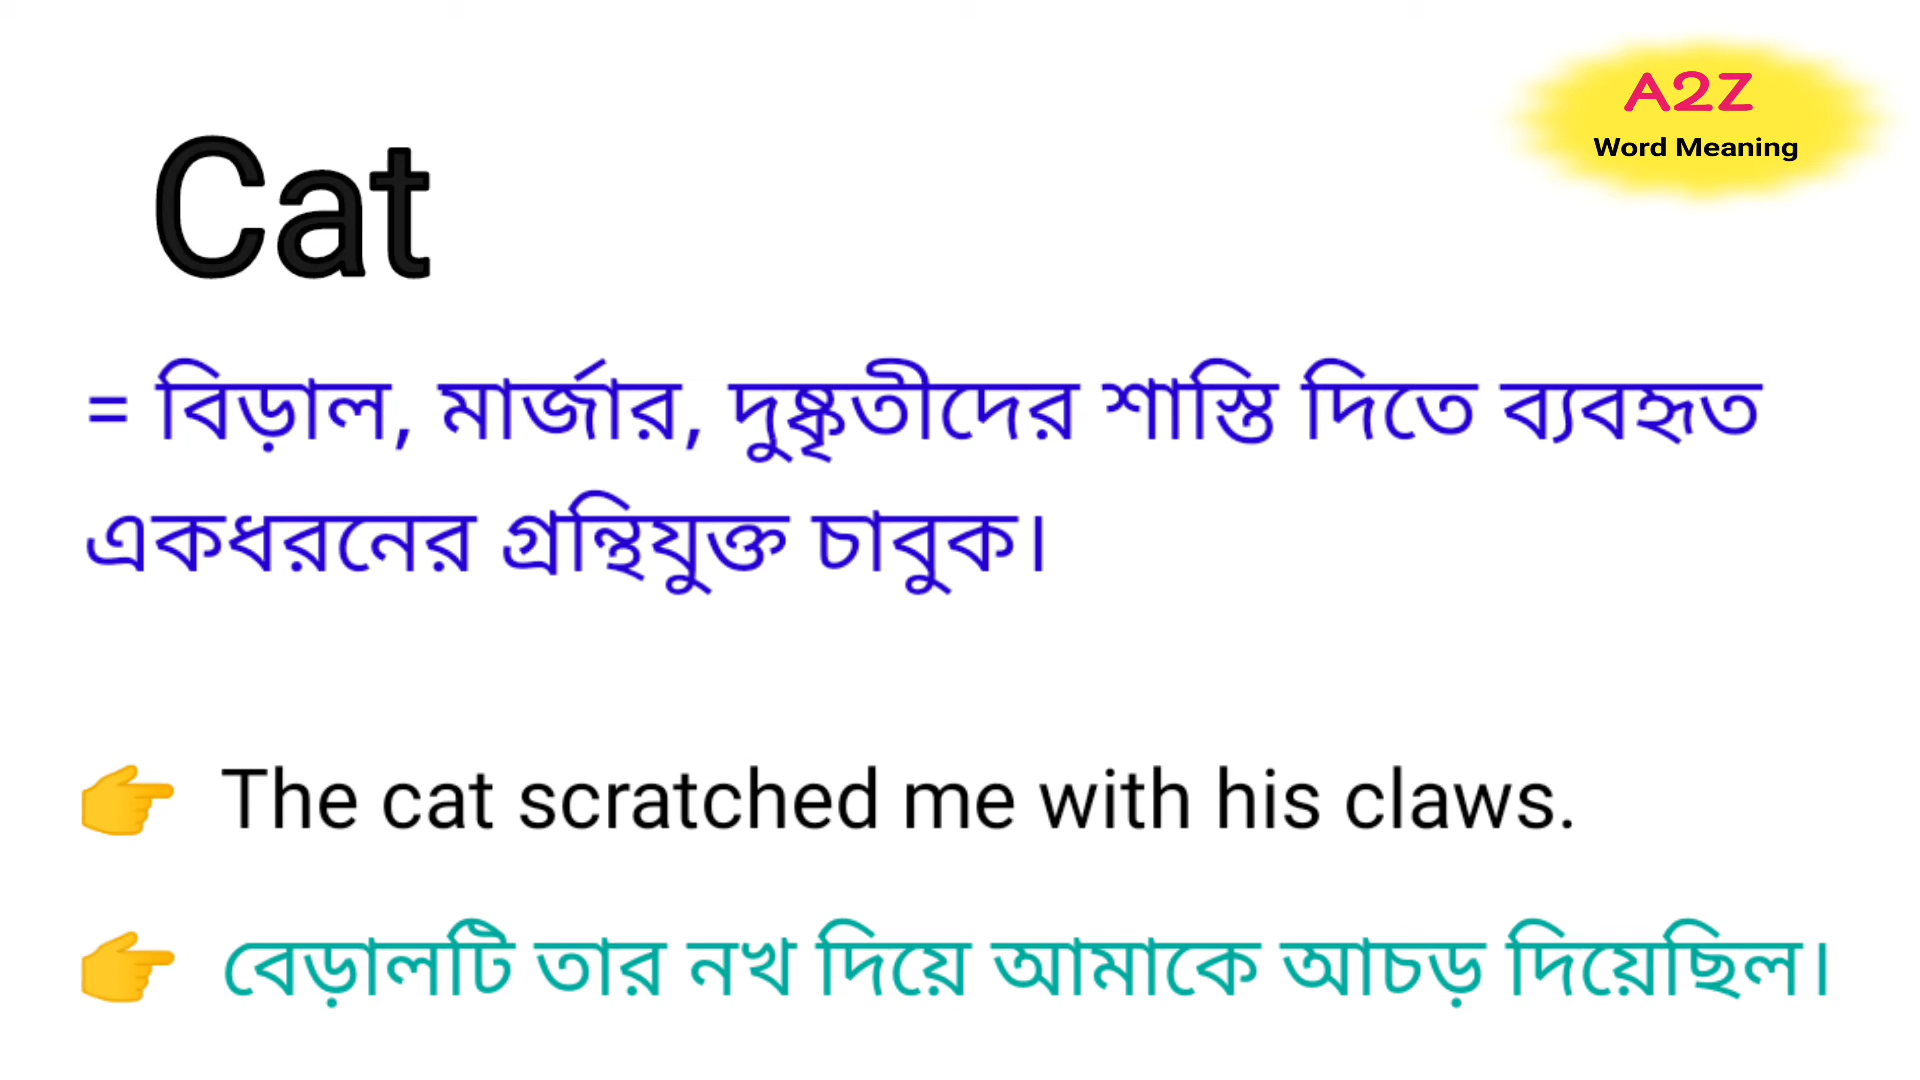 A2Z
Word Meaning
Cat
= বিড়াল, মার্জার, দুষ্কৃতীদের শাস্তি দিতে ব্যবহৃত
একধরনের গ্রন্থিযুক্ত চাবুক।
👉 The cat scratched me with his claws.
👉 বেড়ালটি তার নখ দিয়ে আমাকে আচড় দিয়েছিল।